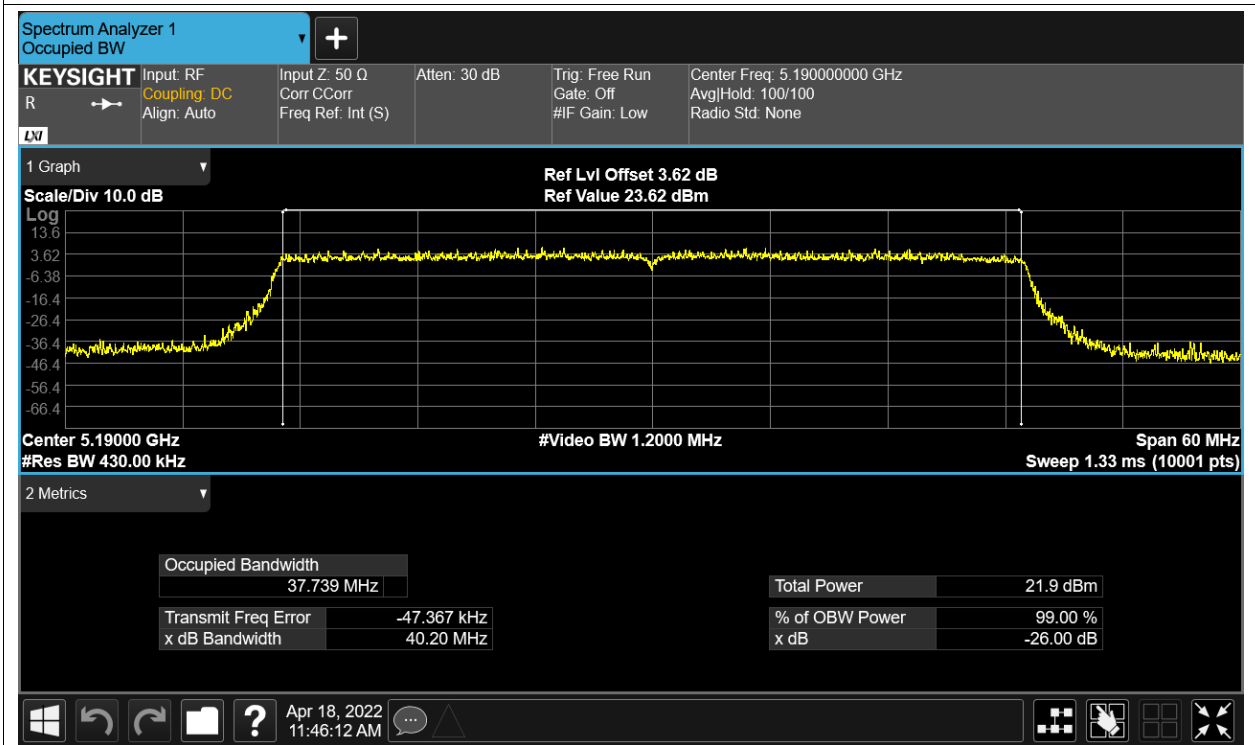 Spectrum Analyzer 1
Occupied BW
KEYSIGHT
R
LXI
Input: RF
Coupling: DC
Align: Auto
Input Z: 50 Ω
Corr CCorr
Freq Ref: Int (S)
Atten: 30 dB
Trig: Free Run
Gate: Off
#IF Gain: Low
Center Freq: 5.190000000 GHz
Avg|Hold: 100/100
Radio Std: None
1 Graph
Scale/Div 10.0 dB
Ref Lvl Offset 3.62 dB
Ref Value 23.62 dBm
Log
13.6
3.62
-6.38
-16.4
-26.4
-36.4
-46.4
-56.4
-66.4
Center 5.19000 GHz
#Video BW 1.2000 MHz
Span 60 MHz
#Res BW 430.00 kHz
Sweep 1.33 ms (10001 pts)
2 Metrics
Occupied Bandwidth
37.739 MHz
Total Power 21.9 dBm
Transmit Freq Error -47.367 kHz
% of OBW Power 99.00 %
x dB Bandwidth 40.20 MHz
x dB -26.00 dB
Apr 18, 2022
11:46:12 AM